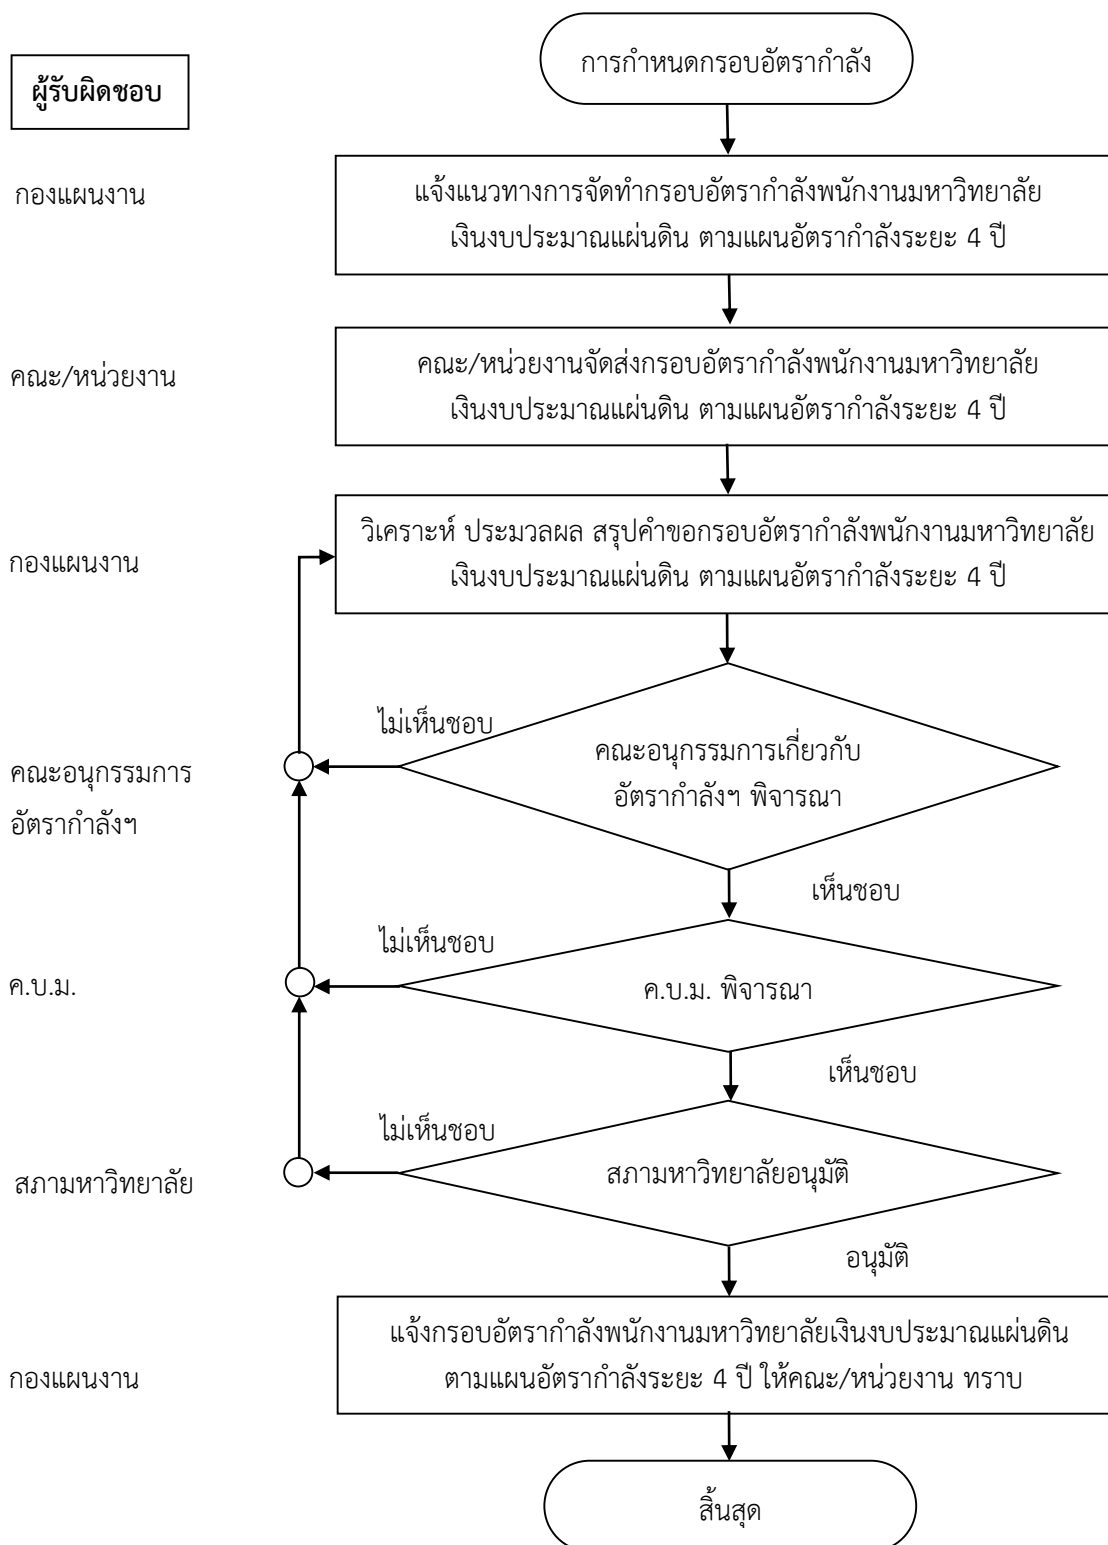 การกำหนดกรอบอัตรากำลัง
ผู้รับผิดชอบ
กองแผนงาน
แจ้งแนวทางการจัดทำกรอบอัตรากำลังพนักงานมหาวิทยาลัย
เงินงบประมาณแผ่นดิน ตามแผนอัตรากำลังระยะ 4 ปี
คณะ/หน่วยงาน
คณะ/หน่วยงานจัดส่งกรอบอัตรากำลังพนักงานมหาวิทยาลัย
เงินงบประมาณแผ่นดิน ตามแผนอัตรากำลังระยะ 4 ปี
กองแผนงาน
วิเคราะห์ ประมวลผล สรุปคำขอกรอบอัตรากำลังพนักงานมหาวิทยาลัย
เงินงบประมาณแผ่นดิน ตามแผนอัตรากำลังระยะ 4 ปี
ไม่เห็นชอบ
คณะอนุกรรมการเกี่ยวกับ
อัตรากำลังฯ พิจารณา
คณะอนุกรรมการ
อัตรากำลังฯ
เห็นชอบ
ไม่เห็นชอบ
ค.บ.ม.
ค.บ.ม. พิจารณา
เห็นชอบ
ไม่เห็นชอบ
สภามหาวิทยาลัย
สภามหาวิทยาลัยอนุมัติ
อนุมัติ
กองแผนงาน
แจ้งกรอบอัตรากำลังพนักงานมหาวิทยาลัยเงินงบประมาณแผ่นดิน
ตามแผนอัตรากำลังระยะ 4 ปี ให้คณะ/หน่วยงาน ทราบ
สิ้นสุด